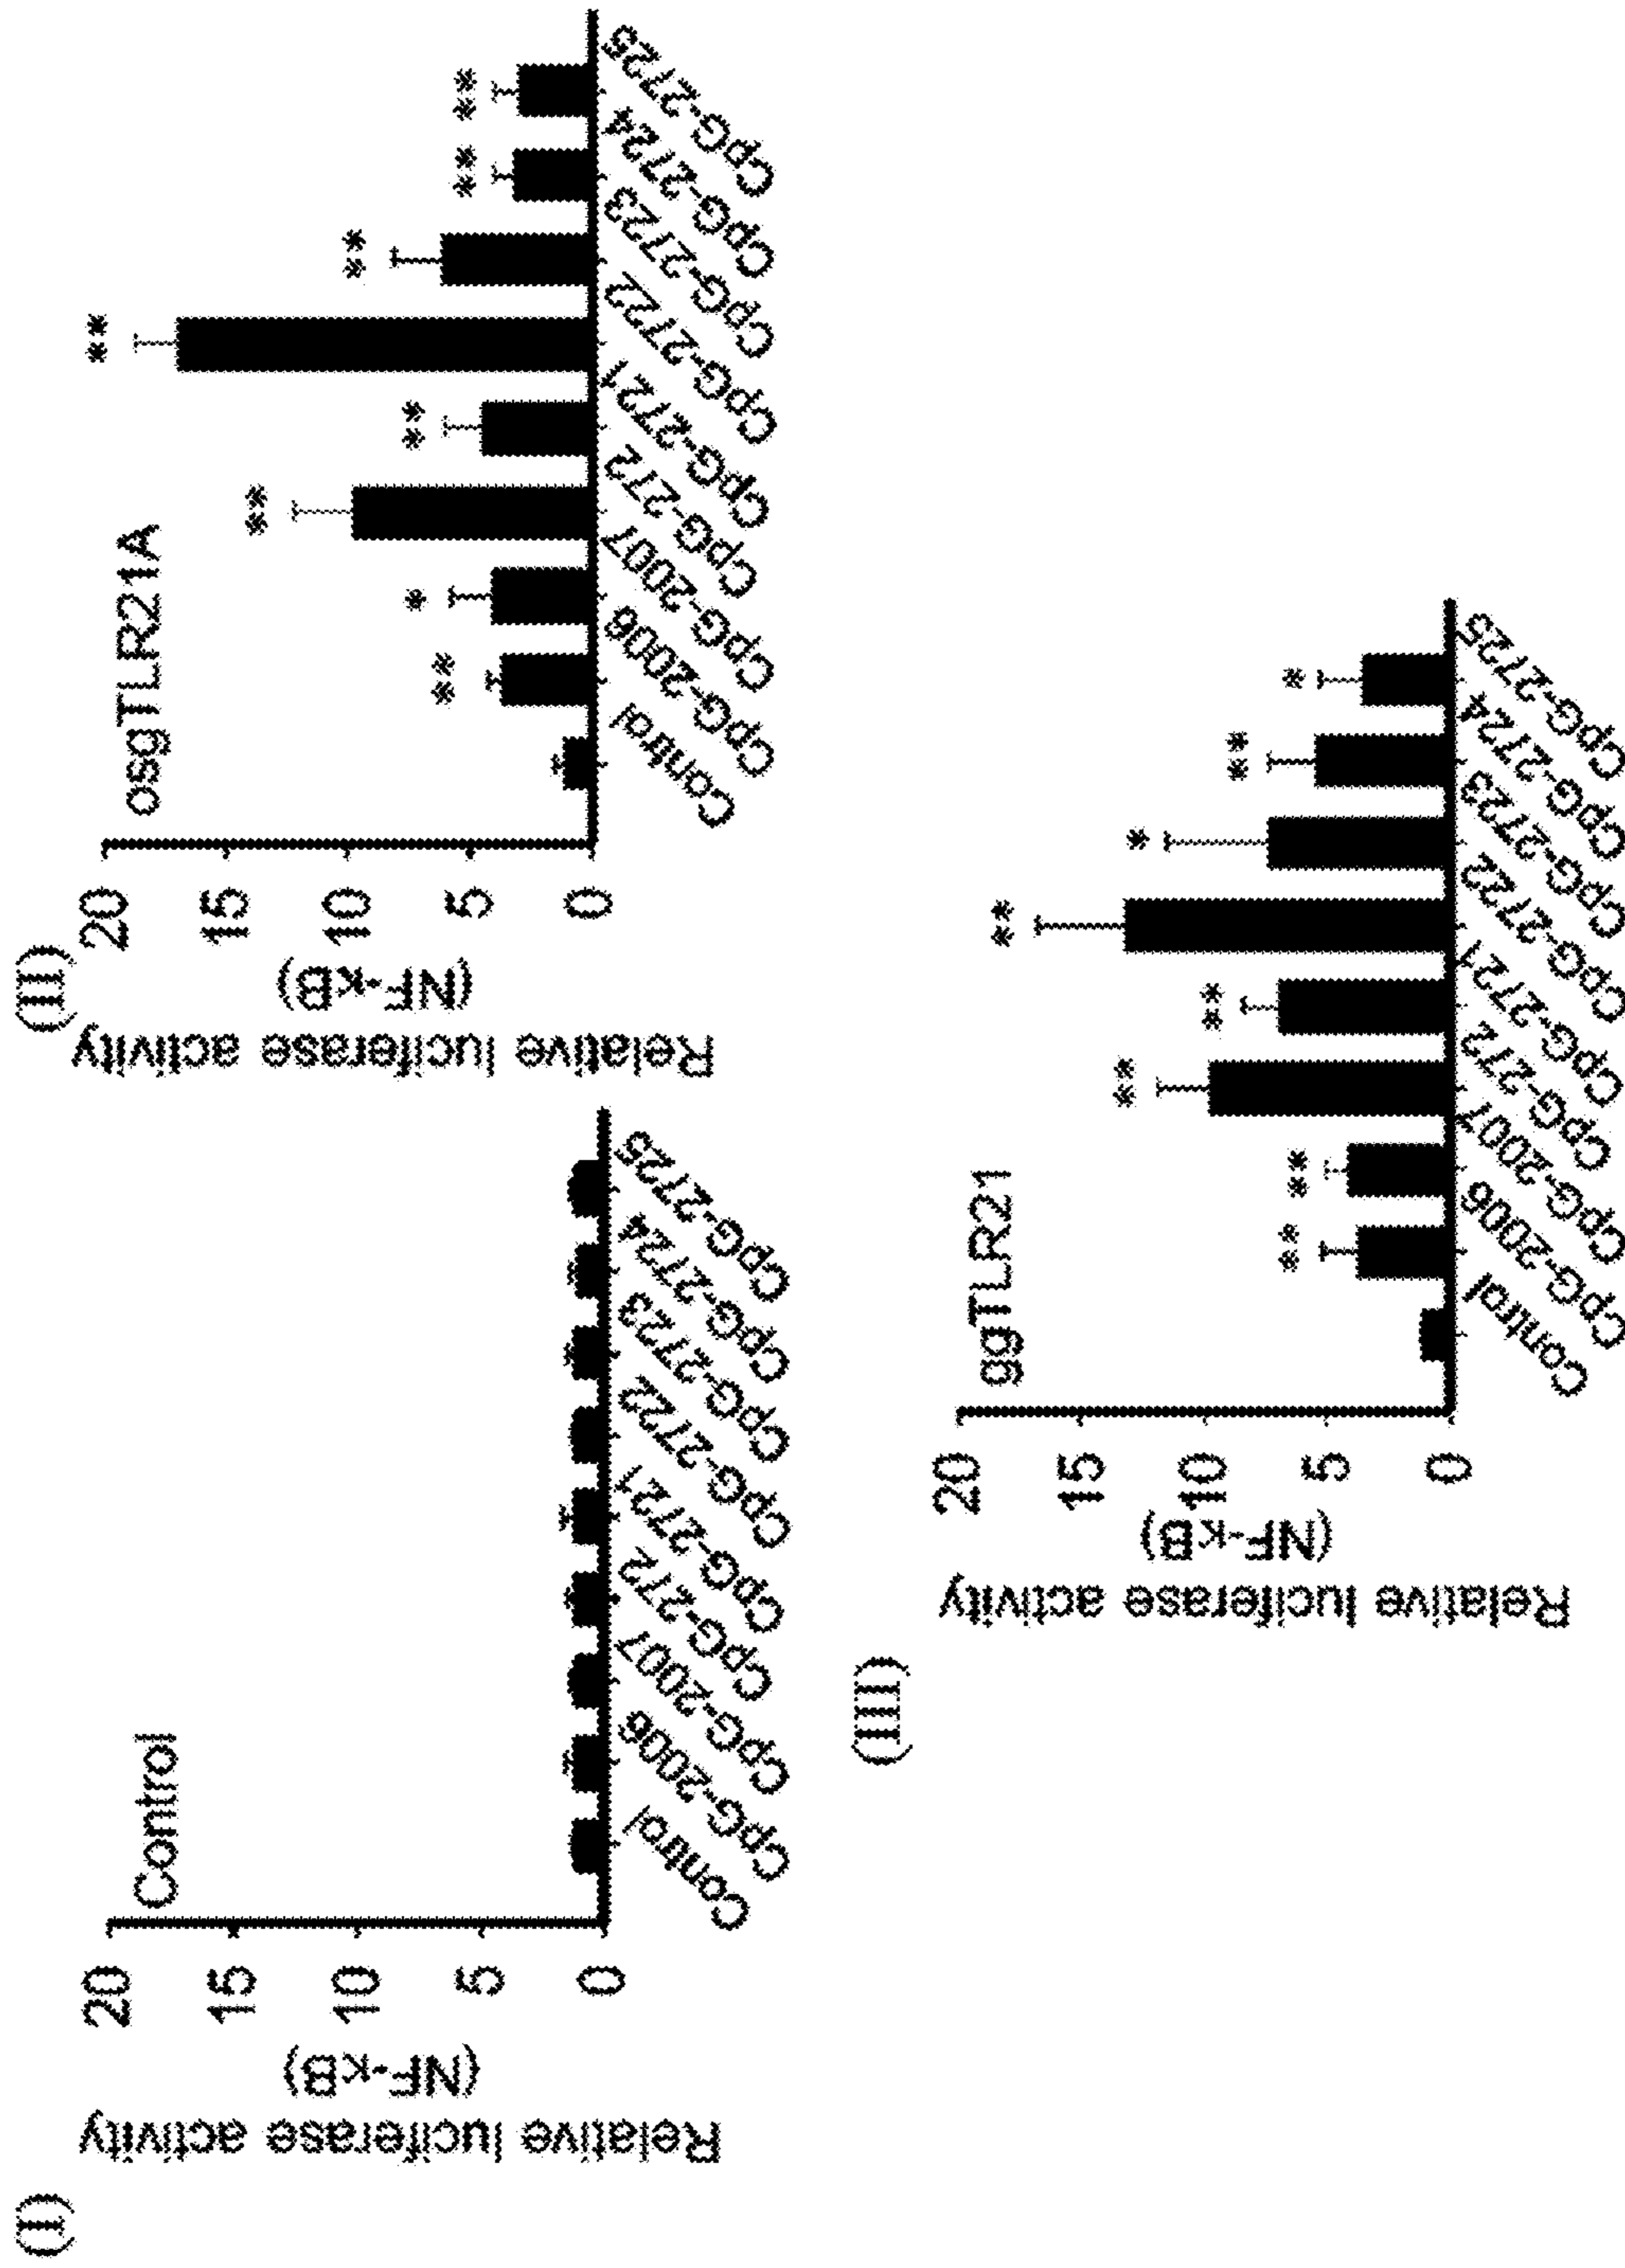 (I)
Relative luciferase activity
(NF-κB)
20
15
10
5
0
Control
Control
CpG-2006
CpG-2007
CpG-272
CpG-2721
CpG-2722
CpG-2723
CpG-2724
CpG-2725
(II)
Relative luciferase activity
(NF-κB)
20
15
10
5
0
osgTLR21A
**
*
**
**
**
**
**
**
Control
CpG-2006
CpG-2007
CpG-272
CpG-2721
CpG-2722
CpG-2723
CpG-2724
CpG-2725
(III)
Relative luciferase activity
(NF-κB)
20
15
10
5
0
ggTLR21
**
**
**
**
**
*
**
*
Control
CpG-2006
CpG-2007
CpG-272
CpG-2721
CpG-2722
CpG-2723
CpG-2724
CpG-2725